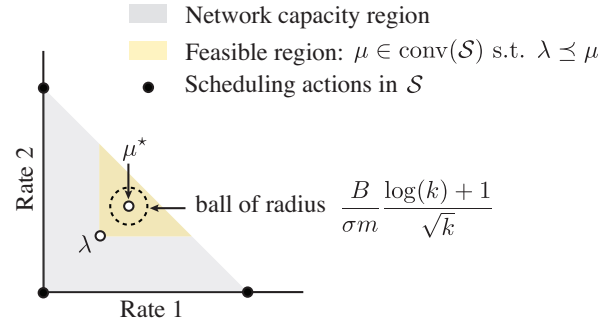 Network capacity region
Feasible region: μ ∈ conv(𝒮) s.t. λ ⪯ μ
Scheduling actions in 𝒮
Rate 2
μ⋆
ball of radius B/σm log(k) + 1/√k
λ
Rate 1